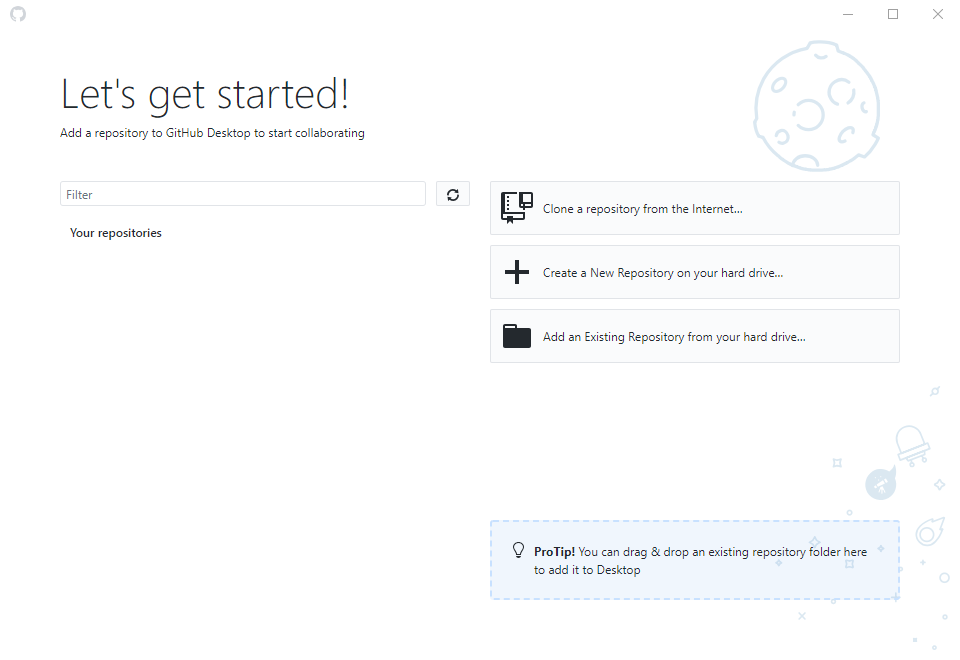 Let's get started!
Add a repository to GitHub Desktop to start collaborating
Filter
Your repositories
Clone a repository from the Internet...
Create a New Repository on your hard drive...
Add an Existing Repository from your hard drive...
ProTip! You can drag & drop an existing repository folder here
to add it to Desktop